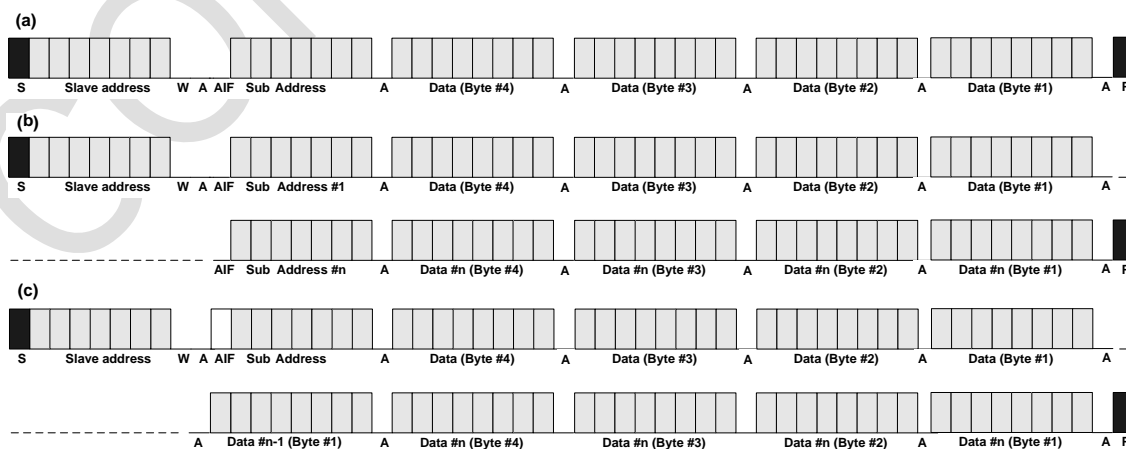 (a)
S Slave address W A AIF Sub Address A Data (Byte #4) A Data (Byte #3) A Data (Byte #2) A Data (Byte #1) A P
(b)
S Slave address W A AIF Sub Address #1 A Data (Byte #4) A Data (Byte #3) A Data (Byte #2) A Data (Byte #1) A
AIF Sub Address #n A Data #n (Byte #4) A Data #n (Byte #3) A Data #n (Byte #2) A Data #n (Byte #1) A P
(c)
S Slave address W A AIF Sub Address A Data (Byte #4) A Data (Byte #3) A Data (Byte #2) A Data (Byte #1) A
A Data #n-1 (Byte #1) A Data #n (Byte #4) A Data #n (Byte #3) A Data #n (Byte #2) A Data #n (Byte #1) A P